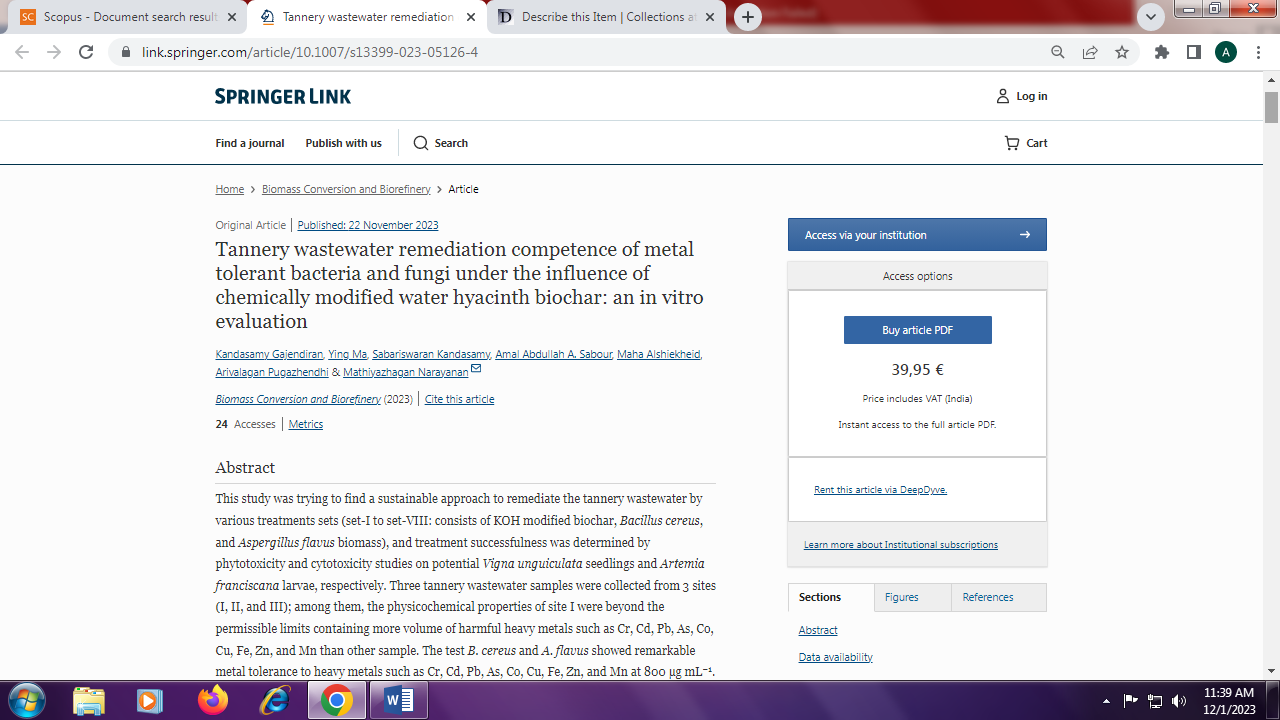 Scopus - Document search result
Tannery wastewater remediation
Describe this Item | Collections a
link.springer.com/article/10.1007/s13399-023-05126-4
A
SPRINGER LINK
Log in
Find a journal Publish with us Search Cart
Home > Biomass Conversion and Biorefinery > Article
Original Article | Published: 22 November 2023
Tannery wastewater remediation competence of metal
tolerant bacteria and fungi under the influence of
chemically modified water hyacinth biochar: an in vitro
evaluation
Kandasamy Gajendiran, Ying Ma, Sabariswaran Kandasamy, Amal Abdullah A. Sabour, Maha Alshiekheid,
Arivalagan Pugazhendhi & Mathiyazhagan Narayanan
Biomass Conversion and Biorefinery (2023) | Cite this article
24 Accesses | Metrics
Abstract
This study was trying to find a sustainable approach to remediate the tannery wastewater by
various treatments sets (set-I to set-VIII: consists of KOH modified biochar, Bacillus cereus,
and Aspergillus flavus biomass), and treatment successfulness was determined by
phytotoxicity and cytotoxicity studies on potential Vigna unguiculata seedlings and Artemia
franciscana larvae, respectively. Three tannery wastewater samples were collected from 3 sites
(I, II, and III); among them, the physicochemical properties of site I were beyond the
permissible limits containing more volume of harmful heavy metals such as Cr, Cd, Pb, As, Co,
Cu, Fe, Zn, and Mn than other sample. The test B. cereus and A. flavus showed remarkable
metal tolerance to heavy metals such as Cr, Cd, Pb, As, Co, Cu, Fe, Zn, and Mn at 800 µg mL⁻¹.
Access via your institution →
Access options
Buy article PDF
39,95 €
Price includes VAT (India)
Instant access to the full article PDF.
Rent this article via DeepDyve.
Learn more about Institutional subscriptions
Sections Figures References
Abstract
Data availability
11:39 AM
12/1/2023